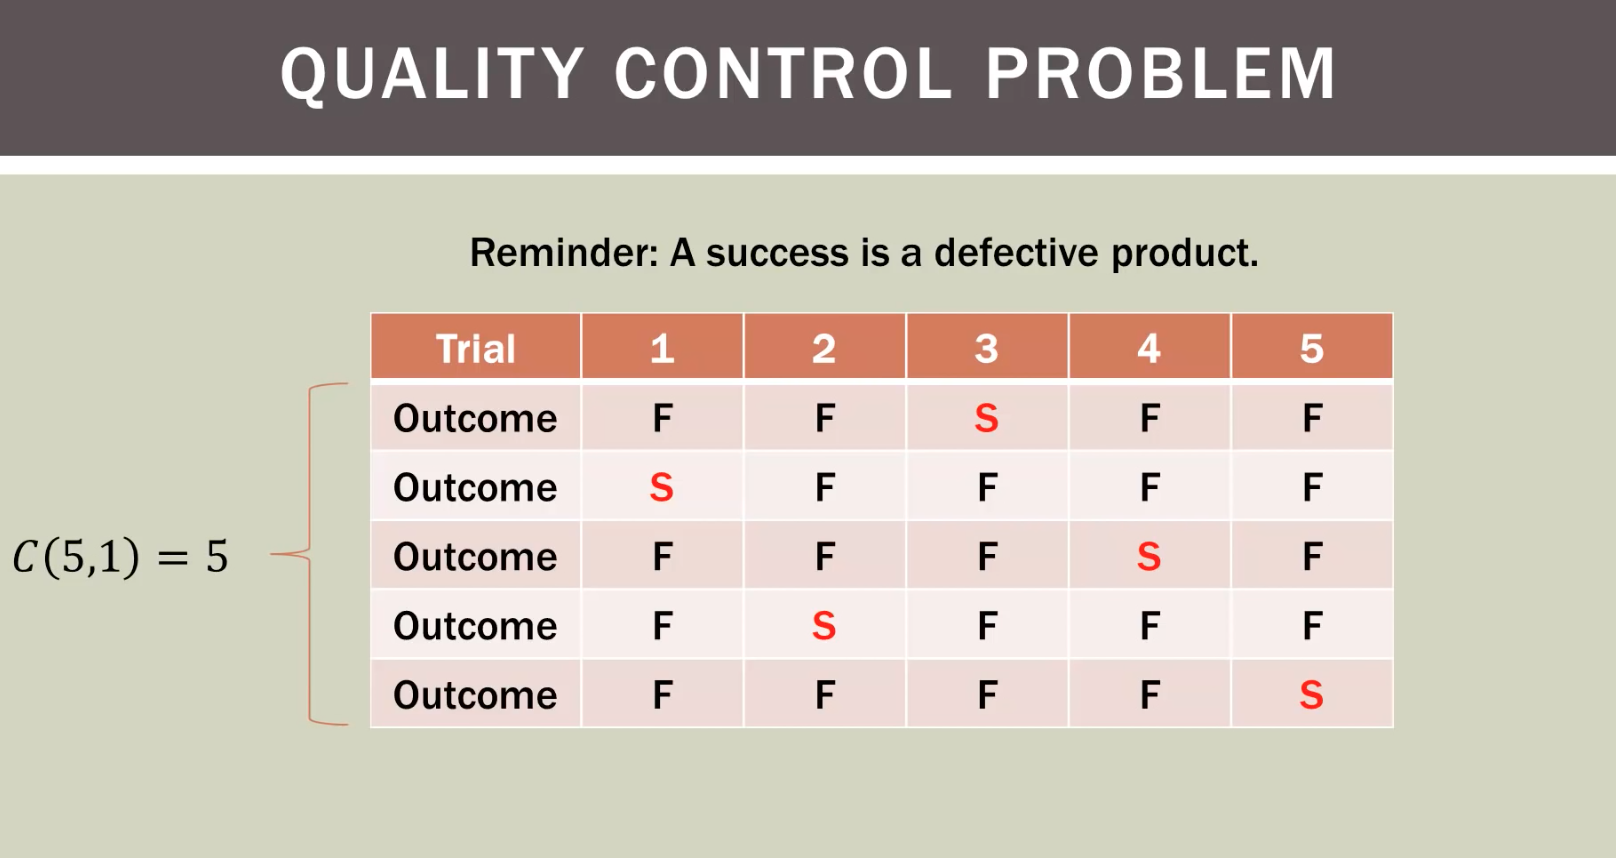 QUALITY CONTROL PROBLEM
Reminder: A success is a defective product.
Trial 1 2 3 4 5
Outcome F F S F F
Outcome S F F F F
C(5,1) = 5
Outcome F F F S F
Outcome F S F F F
Outcome F F F F S